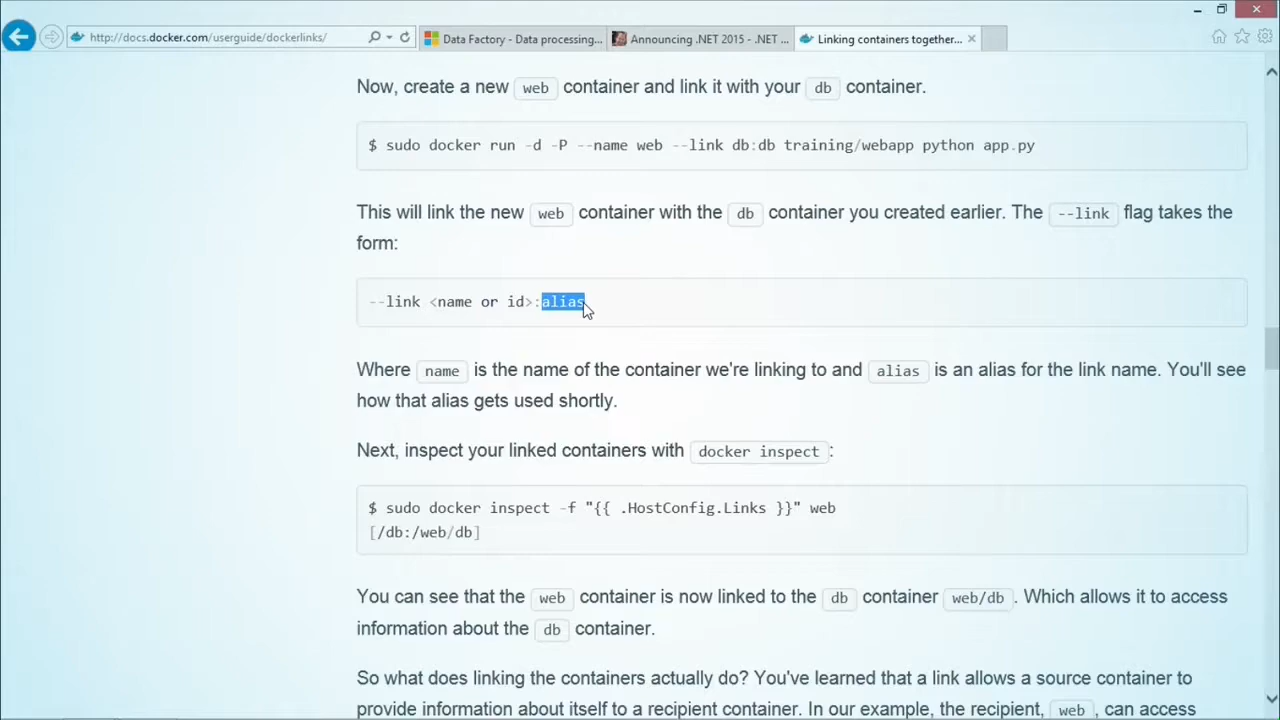 http://docs.docker.com/userguide/dockerlinks/
Data Factory - Data processing...
Announcing .NET 2015 - .NET ...
Linking containers together...
Now, create a new web container and link it with your db container.
$ sudo docker run -d -P --name web --link db:db training/webapp python app.py
This will link the new web container with the db container you created earlier. The --link flag takes the
form:
--link <name or id>:alias
Where name is the name of the container we're linking to and alias is an alias for the link name. You'll see
how that alias gets used shortly.
Next, inspect your linked containers with docker inspect:
$ sudo docker inspect -f "{{ .HostConfig.Links }}" web
[/db:/web/db]
You can see that the web container is now linked to the db container web/db. Which allows it to access
information about the db container.
So what does linking the containers actually do? You've learned that a link allows a source container to
provide information about itself to a recipient container. In our example, the recipient, web, can access